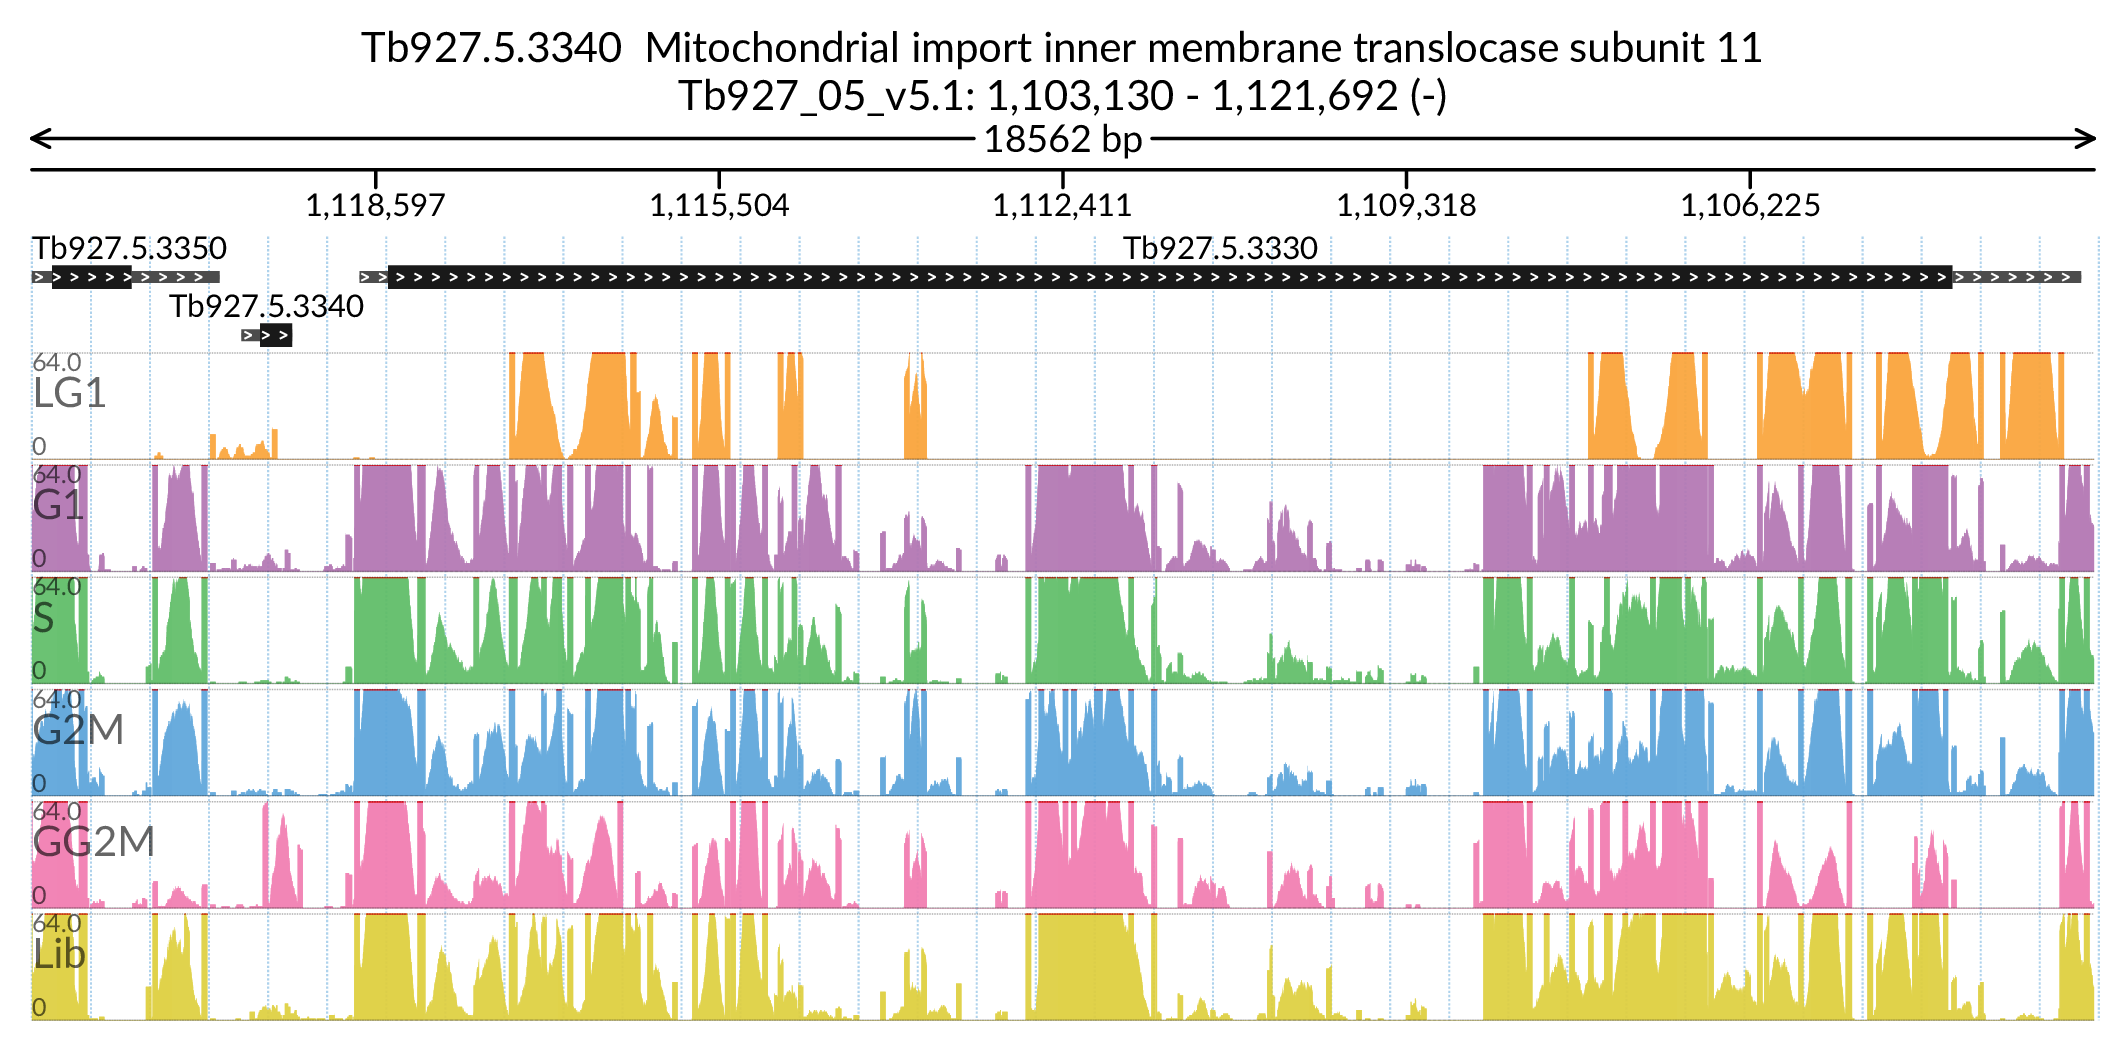 Tb927.5.3340  Mitochondrial import inner membrane translocase subunit 11
Tb927_05_v5.1: 1,103,130 - 1,121,692 (-)
18562 bp
1,118,597 1,115,504 1,112,411 1,109,318 1,106,225
Tb927.5.3350 Tb927.5.3330
Tb927.5.3340
64.0
LG1
0
64.0
G1
0
64.0
S
0
64.0
G2M
0
64.0
GG2M
0
64.0
Lib
0